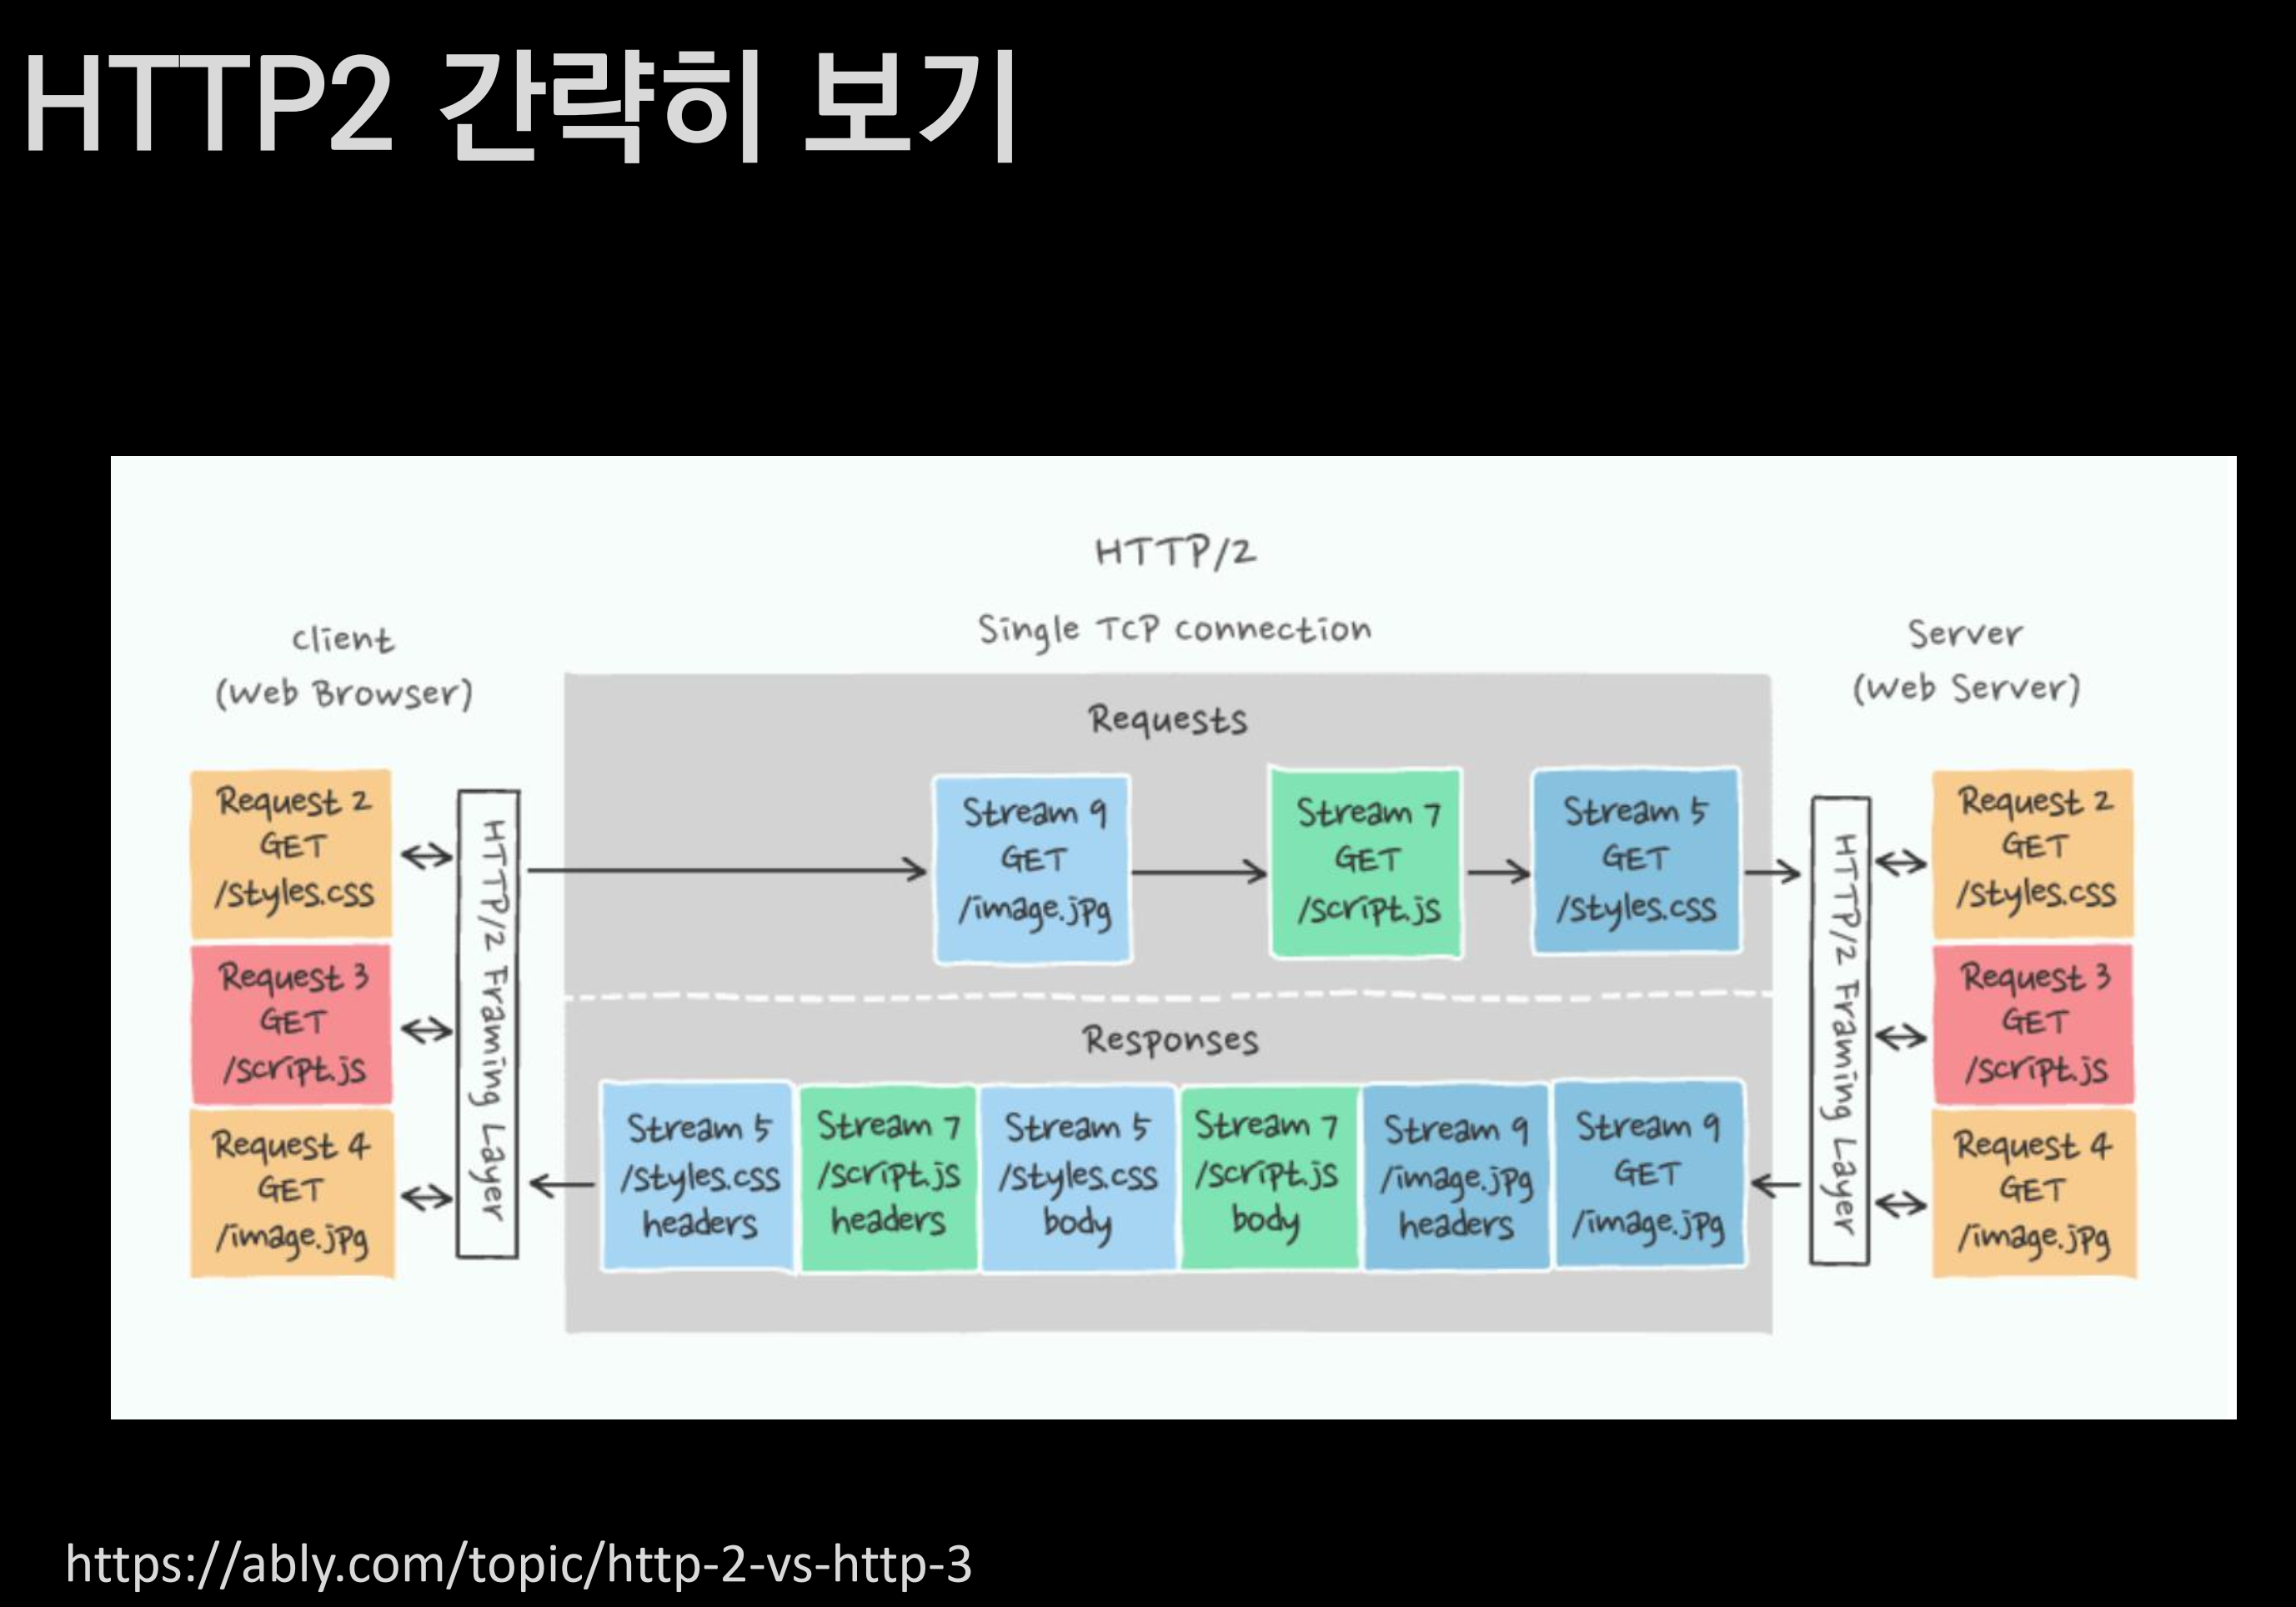 HTTP2 간략히 보기
HTTP/2
Single TCP connection
Client
(Web Browser)
Server
(Web Server)
Requests
Request 2
GET
/styles.css
Request 3
GET
/script.js
Request 4
GET
/image.jpg
HTTP/2 Framing Layer
Stream 9
GET
/image.jpg
Stream 7
GET
/script.js
Stream 5
GET
/styles.css
Responses
Stream 5
/styles.css
headers
Stream 7
/script.js
headers
Stream 5
/styles.css
body
Stream 7
/script.js
body
Stream 9
/image.jpg
headers
Stream 9
GET
/image.jpg
HTTP/2 Framing Layer
Request 2
GET
/styles.css
Request 3
GET
/script.js
Request 4
GET
/image.jpg
https://ably.com/topic/http-2-vs-http-3